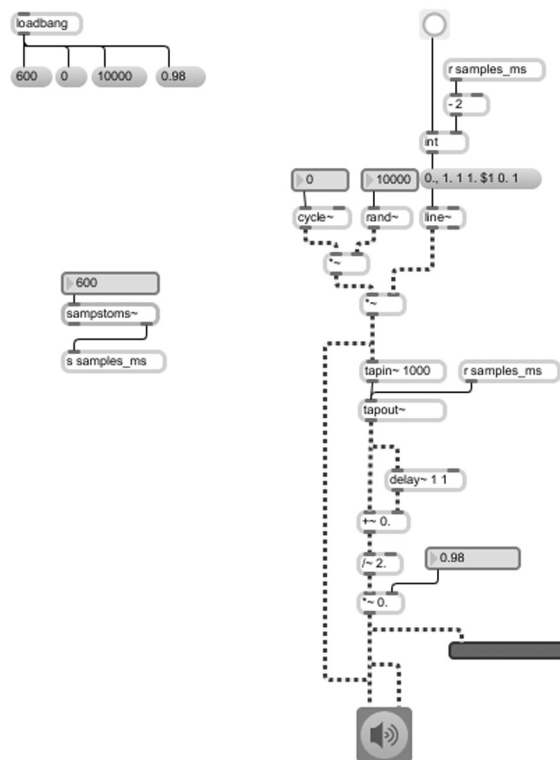 loadbang
600
0
10000
0.98
r samples_ms
- 2
int
0
10000
0., 1. 1 1. $1 0. 1
cycle~
rand~
line~
*~
*~
600
sampstoms~
s samples_ms
tapin~ 1000
r samples_ms
tapout~
delay~ 1 1
+~ 0.
/~ 2.
0.98
*~ 0.